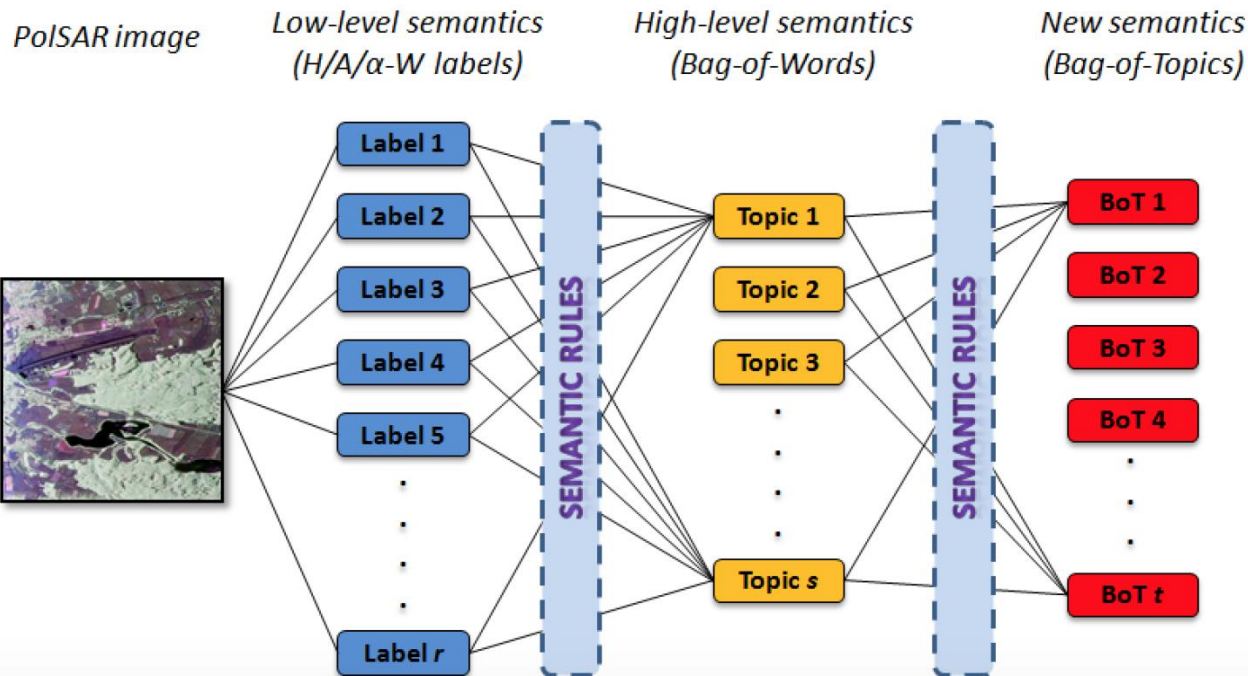 PolSAR image
Low-level semantics
(H/A/α-W labels)
High-level semantics
(Bag-of-Words)
New semantics
(Bag-of-Topics)
Label 1
Label 2
Label 3
Label 4
Label 5
Label r
SEMANTIC RULES
Topic 1
Topic 2
Topic 3
Topic s
SEMANTIC RULES
BoT 1
BoT 2
BoT 3
BoT 4
BoT t